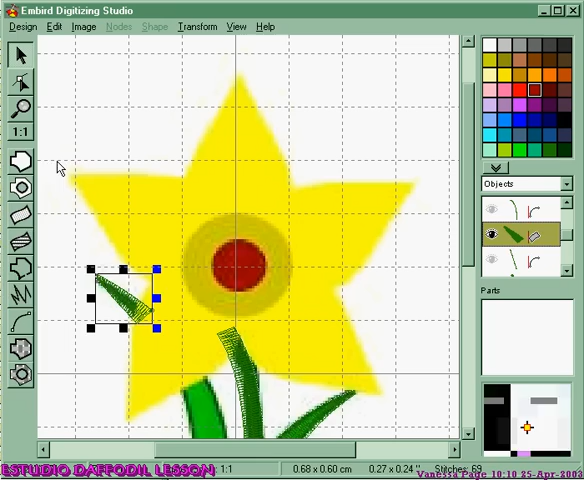 Embird Digitizing Studio
Design Edit Image Nodes Shape Transform View Help
1:1
Objects
Parts
1:1 0.68 x 0.60 cm 0.27 x 0.24 " Stitches: 69
ESTUDIO DAFFODIL LESSON
Vanessa Page 10:10 25-Apr-2003